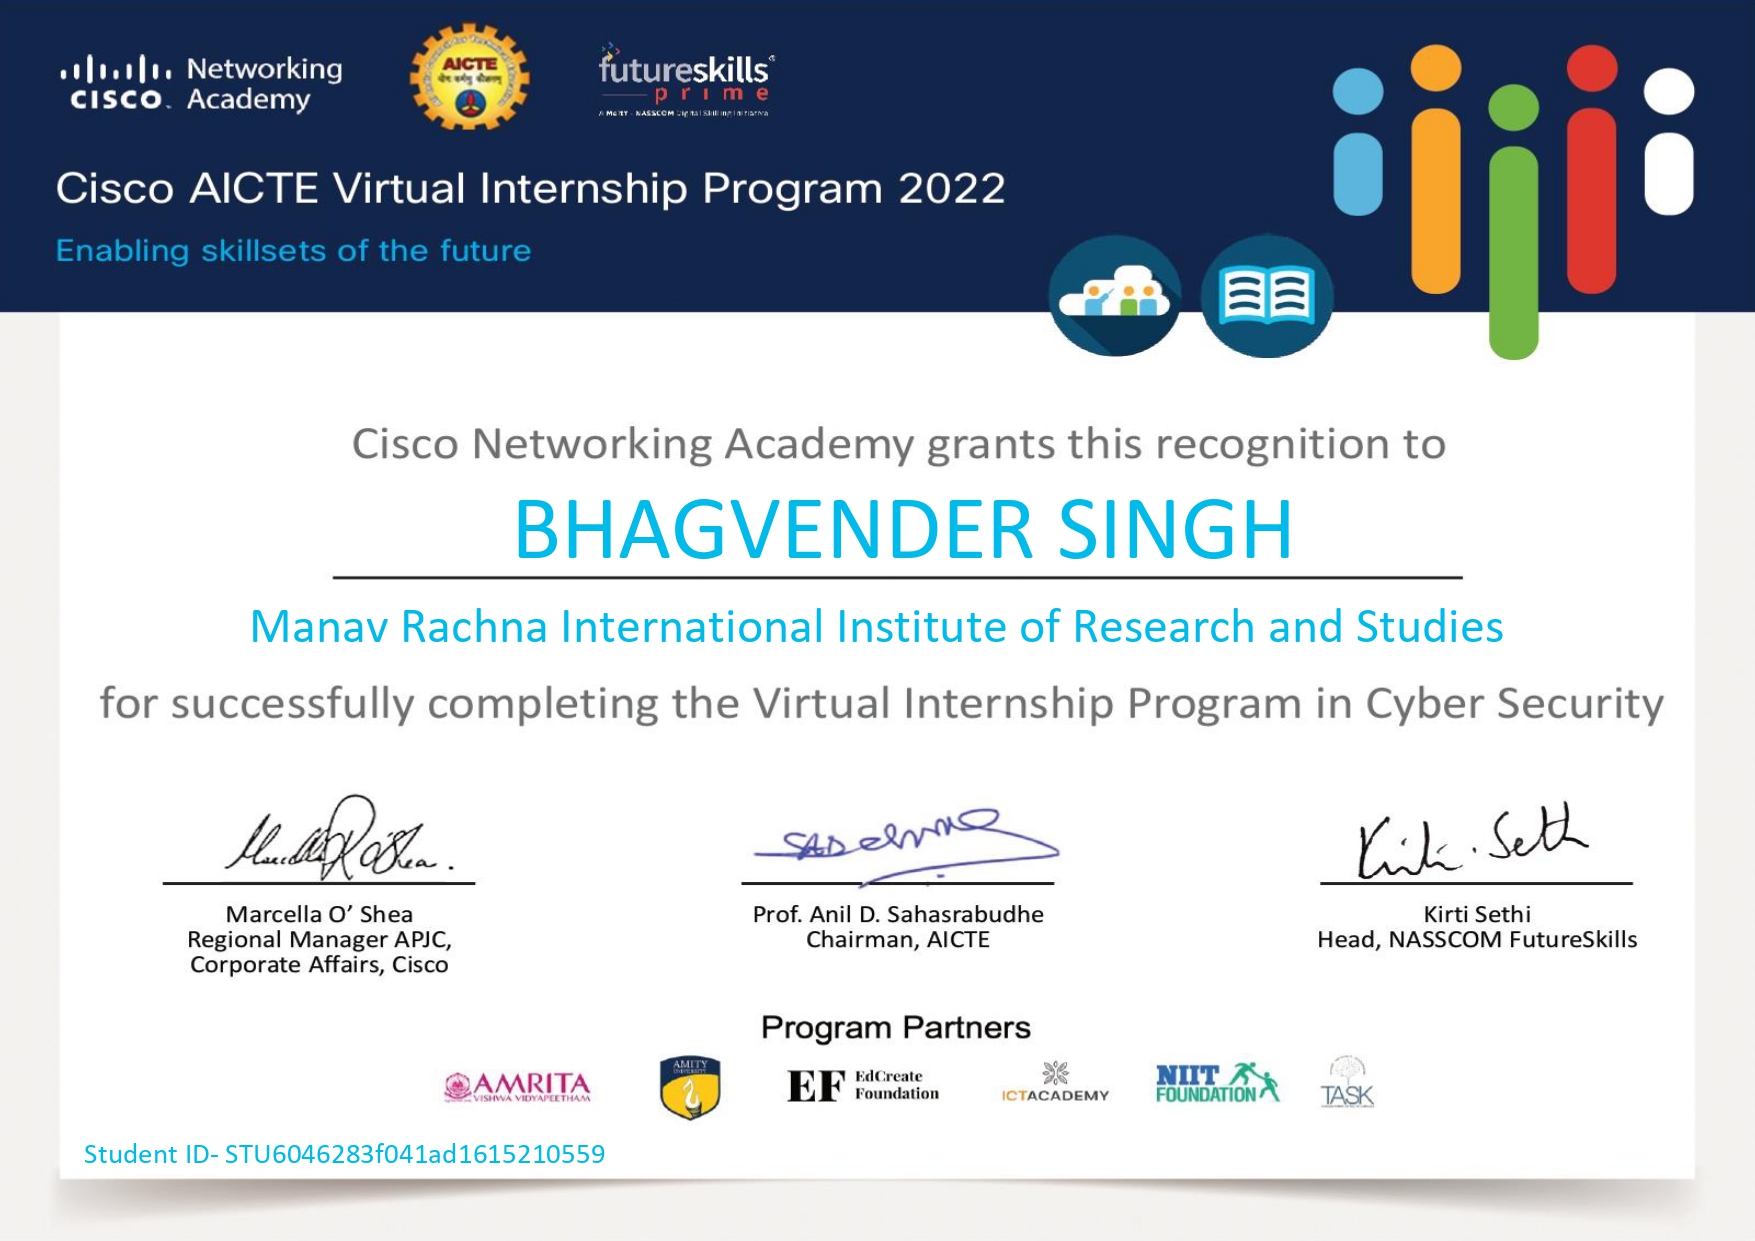 Networking
CISCO Academy
AICTE
futureskills
prime
A MeitY - NASSCOM Digital Skilling Initiative
Cisco AICTE Virtual Internship Program 2022
Enabling skillsets of the future
Cisco Networking Academy grants this recognition to
BHAGVENDER SINGH
Manav Rachna International Institute of Research and Studies
for successfully completing the Virtual Internship Program in Cyber Security
Kirti. Seth
Marcella O’ Shea
Regional Manager APJC,
Corporate Affairs, Cisco
Prof. Anil D. Sahasrabudhe
Chairman, AICTE
Kirti Sethi
Head, NASSCOM FutureSkills
Program Partners
AMRITA
VISHWA VIDYAPEETHAM
AMITY
UNIVERSITY
EF EdCreate
Foundation
ICTACADEMY
NIIT
FOUNDATION
TASK
Student ID- STU6046283f041ad1615210559